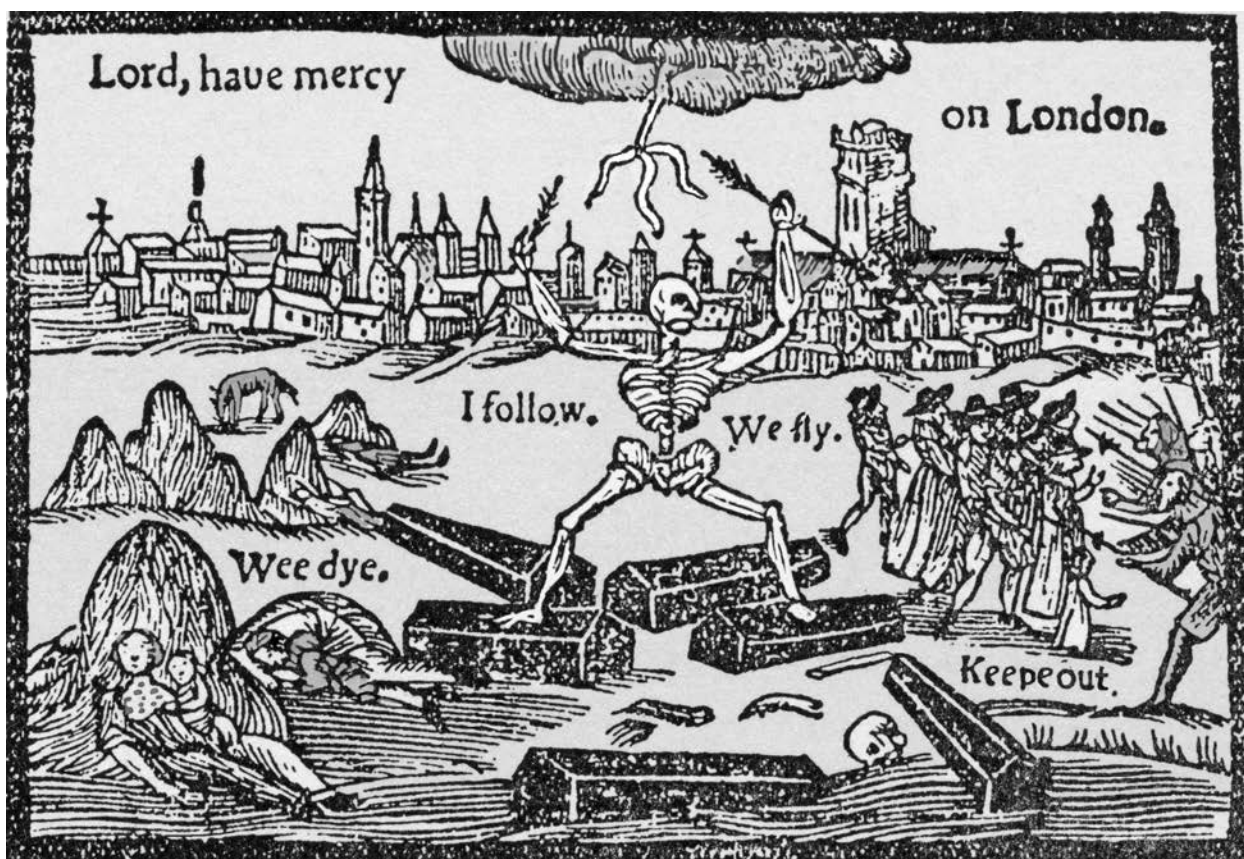 Lord, haue mercy
on London.
I follow.
We fly.
Wee dye.
Keepe out.